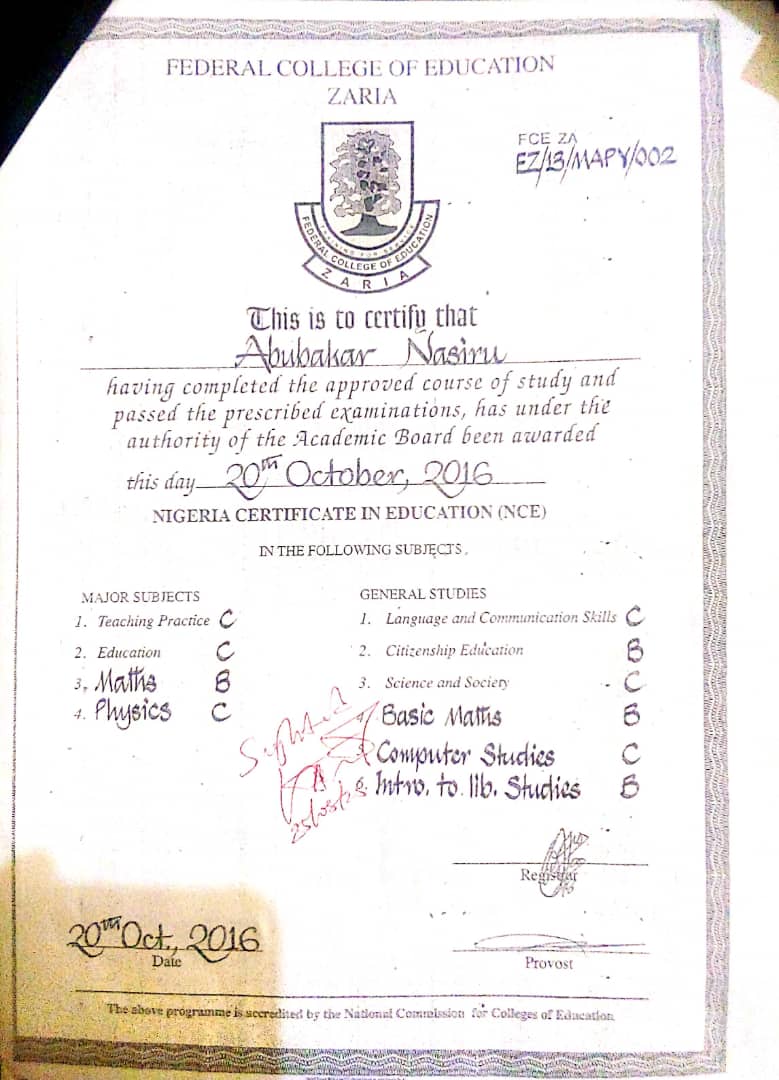 FEDERAL COLLEGE OF EDUCATION
ZARIA
FCE ZA
EZ/13/MAPY/002
TRAINING FOR SERVICE
FEDERAL COLLEGE OF EDUCATION
ZARIA
This is to certify that
Abubakar Nasiru
having completed the approved course of study and
passed the prescribed examinations, has under the
authority of the Academic Board been awarded
this day 20th October, 2016
NIGERIA CERTIFICATE IN EDUCATION (NCE)
IN THE FOLLOWING SUBJECTS.
MAJOR SUBJECTS
1. Teaching Practice C
2. Education C
3. Maths B
4. Physics C
GENERAL STUDIES
1. Language and Communication Skills C
2. Citizenship Education B
3. Science and Society C
Basic Maths B
Computer Studies C
Intro. to lib. Studies B
Sighted
Registrar
20th Oct., 2016
Date
Provost
The above programme is accredited by the National Commission for Colleges of Education